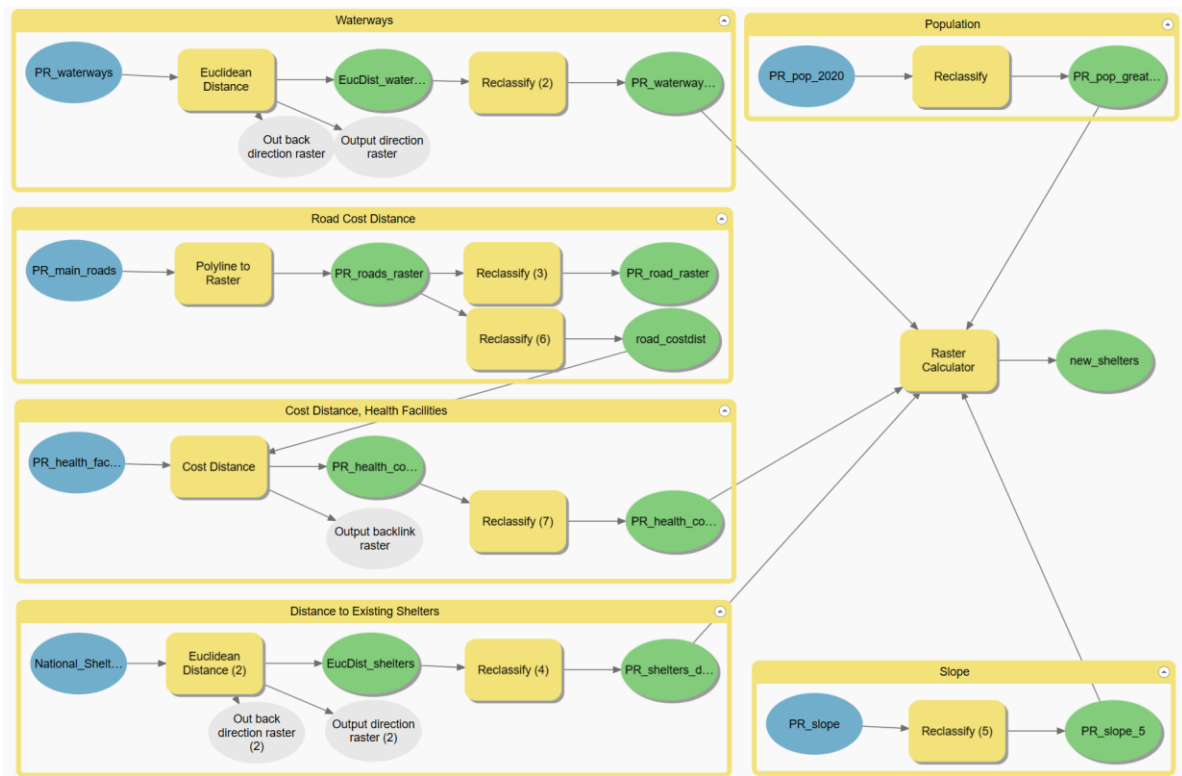 Waterways
PR_waterways
Euclidean
Distance
EucDist_water...
Reclassify (2)
PR_waterway...
Out back
direction raster
Output direction
raster
Population
PR_pop_2020
Reclassify
PR_pop_great...
Road Cost Distance
PR_main_roads
Polyline to
Raster
PR_roads_raster
Reclassify (3)
PR_road_raster
Reclassify (6)
road_costdist
Raster
Calculator
new_shelters
Cost Distance, Health Facilities
PR_health_fac...
Cost Distance
PR_health_co...
Reclassify (7)
PR_health_co...
Output backlink
raster
Distance to Existing Shelters
National_Shelt...
Euclidean
Distance (2)
EucDist_shelters
Reclassify (4)
PR_shelters_d...
Out back
direction raster
(2)
Output direction
raster (2)
Slope
PR_slope
Reclassify (5)
PR_slope_5